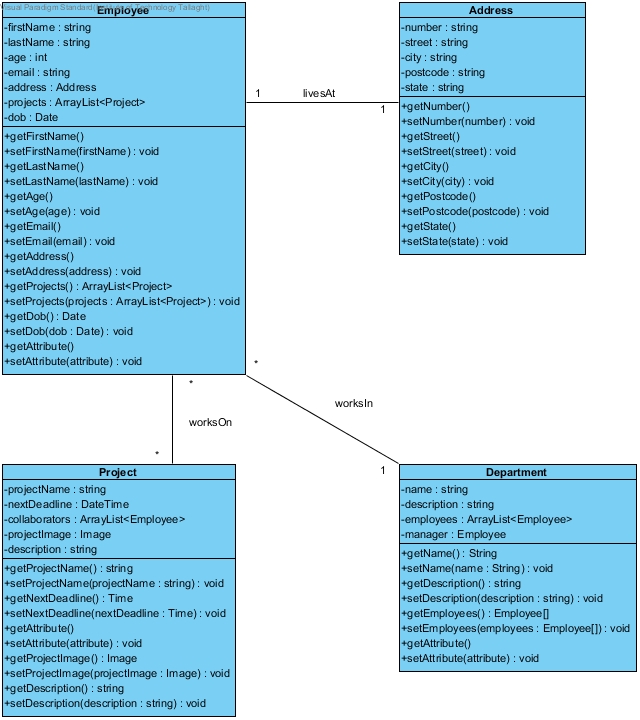 Visual Paradigm Standard(Institute of Technology Tallaght)
Employee
-firstName : string
-lastName : string
-age : int
-email : string
-address : Address
-projects : ArrayList<Project>
-dob : Date
+getFirstName()
+setFirstName(firstName) : void
+getLastName()
+setLastName(lastName) : void
+getAge()
+setAge(age) : void
+getEmail()
+setEmail(email) : void
+getAddress()
+setAddress(address) : void
+getProjects() : ArrayList<Project>
+setProjects(projects : ArrayList<Project>) : void
+getDob() : Date
+setDob(dob : Date) : void
+getAttribute()
+setAttribute(attribute) : void
1
livesAt
1
Address
-number : string
-street : string
-city : string
-postcode : string
-state : string
+getNumber()
+setNumber(number) : void
+getStreet()
+setStreet(street) : void
+getCity()
+setCity(city) : void
+getPostcode()
+setPostcode(postcode) : void
+getState()
+setState(state) : void
*
worksOn
*
*
worksIn
1
Project
-projectName : string
-nextDeadline : DateTime
-collaborators : ArrayList<Employee>
-projectImage : Image
-description : string
+getProjectName() : string
+setProjectName(projectName : string) : void
+getNextDeadline() : Time
+setNextDeadline(nextDeadline : Time) : void
+getAttribute()
+setAttribute(attribute) : void
+getProjectImage() : Image
+setProjectImage(projectImage : Image) : void
+getDescription() : string
+setDescription(description : string) : void
Department
-name : string
-description : string
-employees : ArrayList<Employee>
-manager : Employee
+getName() : String
+setName(name : String) : void
+getDescription() : string
+setDescription(description : string) : void
+getEmployees() : Employee[]
+setEmployees(employees : Employee[]) : void
+getAttribute()
+setAttribute(attribute) : void